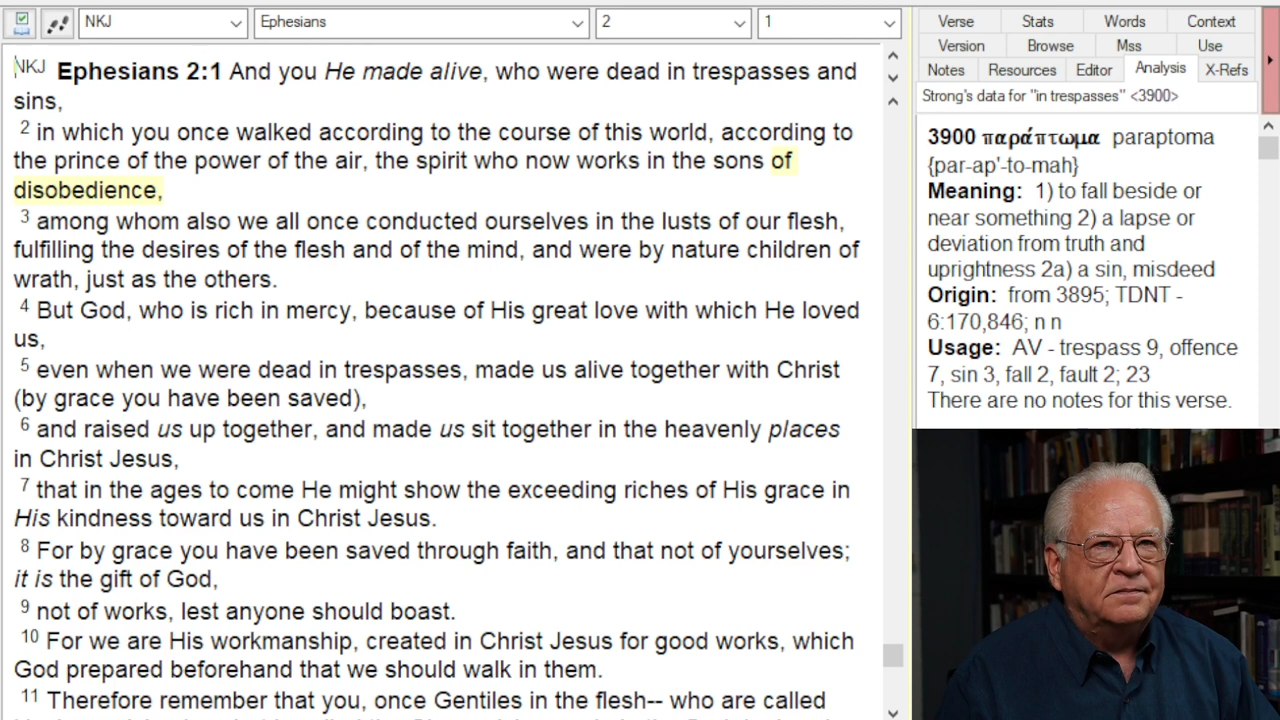 NKJ Ephesians 2 1
NKJ Ephesians 2:1 And you He made alive, who were dead in trespasses and
sins,
2 in which you once walked according to the course of this world, according to
the prince of the power of the air, the spirit who now works in the sons of
disobedience,
3 among whom also we all once conducted ourselves in the lusts of our flesh,
fulfilling the desires of the flesh and of the mind, and were by nature children of
wrath, just as the others.
4 But God, who is rich in mercy, because of His great love with which He loved
us,
5 even when we were dead in trespasses, made us alive together with Christ
(by grace you have been saved),
6 and raised us up together, and made us sit together in the heavenly places
in Christ Jesus,
7 that in the ages to come He might show the exceeding riches of His grace in
His kindness toward us in Christ Jesus.
8 For by grace you have been saved through faith, and that not of yourselves;
it is the gift of God,
9 not of works, lest anyone should boast.
10 For we are His workmanship, created in Christ Jesus for good works, which
God prepared beforehand that we should walk in them.
11 Therefore remember that you, once Gentiles in the flesh-- who are called
Verse Stats Words Context
Version Browse Mss Use
Notes Resources Editor Analysis X-Refs
Strong's data for "in trespasses" <3900>
3900 παράπτωμα paraptoma
{par-ap'-to-mah}
Meaning: 1) to fall beside or
near something 2) a lapse or
deviation from truth and
uprightness 2a) a sin, misdeed
Origin: from 3895; TDNT -
6:170,846; n n
Usage: AV - trespass 9, offence
7, sin 3, fall 2, fault 2; 23
There are no notes for this verse.